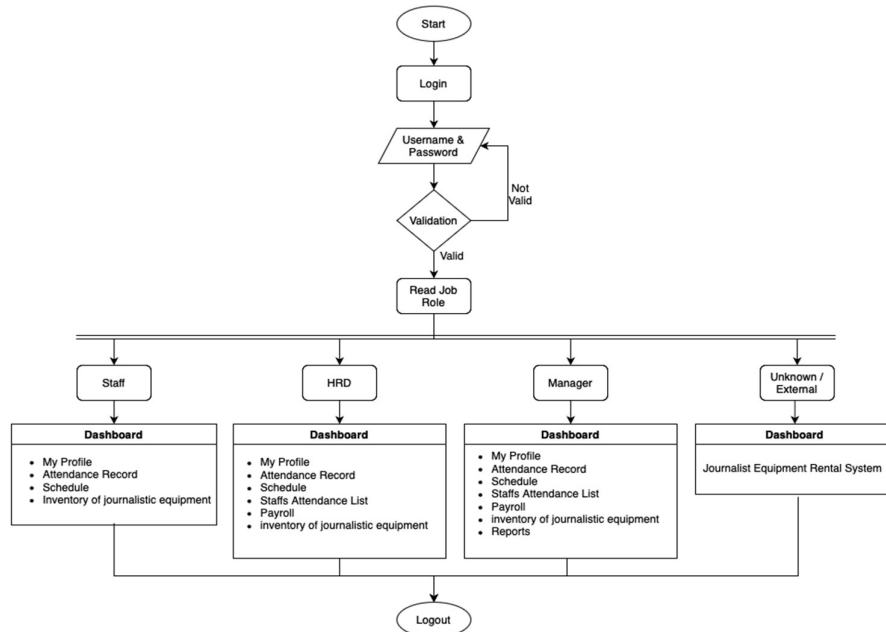 Start
Login
Username &
Password
Not
Valid
Validation
Valid
Read Job
Role
Staff
HRD
Manager
Unknown /
External
Dashboard
• My Profile
• Attendance Record
• Schedule
• Inventory of journalistic equipment
Dashboard
• My Profile
• Attendance Record
• Schedule
• Staffs Attendance List
• Payroll
• inventory of journalistic equipment
Dashboard
• My Profile
• Attendance Record
• Schedule
• Staffs Attendance List
• Payroll
• inventory of journalistic equipment
• Reports
Dashboard
Journalist Equipment Rental System
Logout